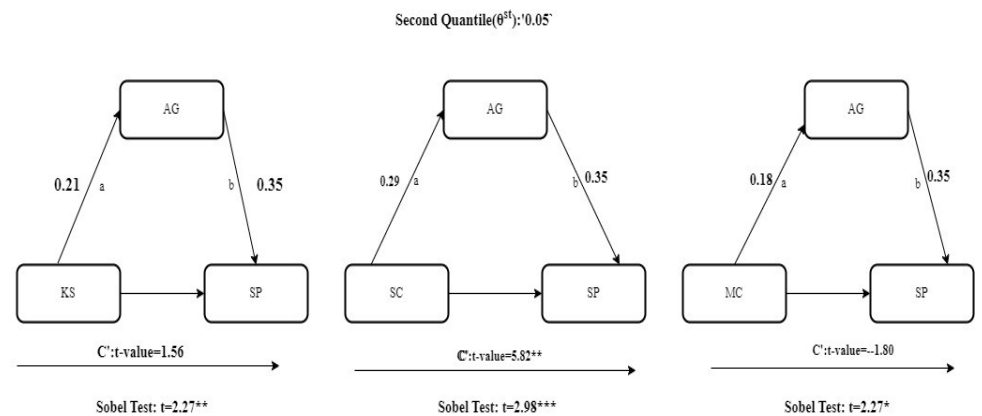 Second Quantile(θst):'0.05`
AG
0.21
a
b
0.35
KS
SP
C':t-value=1.56
Sobel Test: t=2.27**
AG
0.29
a
b
0.35
SC
SP
C':t-value=5.82**
Sobel Test: t=2.98***
AG
0.18
a
b
0.35
MC
SP
C':t-value=--1.80
Sobel Test: t=2.27*